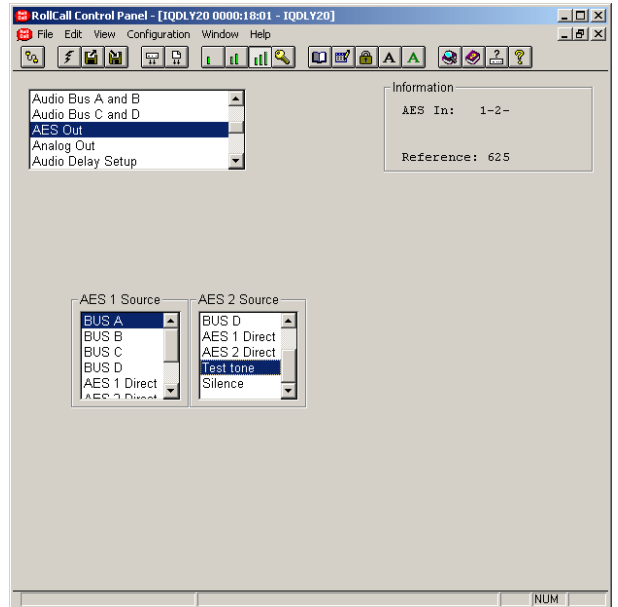 RollCall Control Panel - [IQDLY20 0000:18:01 - IQDLY20]
File Edit View Configuration Window Help
Audio Bus A and B
Audio Bus C and D
AES Out
Analog Out
Audio Delay Setup
Information
AES In: 1-2-
Reference: 625
AES 1 Source
BUS A
BUS B
BUS C
BUS D
AES 1 Direct
AES 2 Direct
AES 2 Source
BUS D
AES 1 Direct
AES 2 Direct
Test tone
Silence
NUM